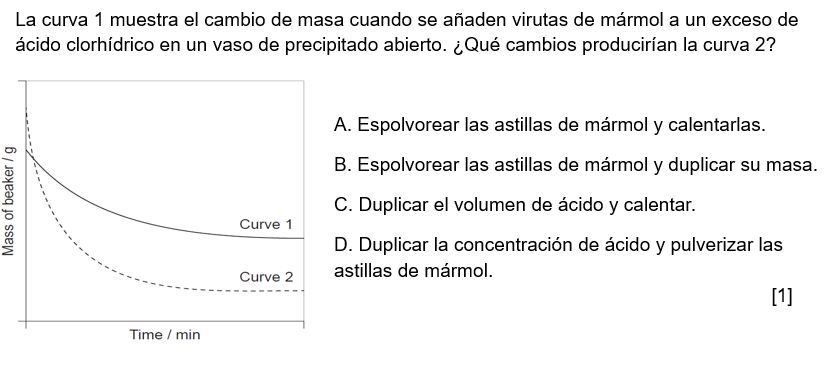 La curva 1 muestra el cambio de masa cuando se añaden virutas de mármol a un exceso de
ácido clorhídrico en un vaso de precipitado abierto. ¿Qué cambios producirían la curva 2?
Mass of beaker / g
Curve 1
Curve 2
Time / min
A. Espolvorear las astillas de mármol y calentarlas.
B. Espolvorear las astillas de mármol y duplicar su masa.
C. Duplicar el volumen de ácido y calentar.
D. Duplicar la concentración de ácido y pulverizar las
astillas de mármol.
[1]